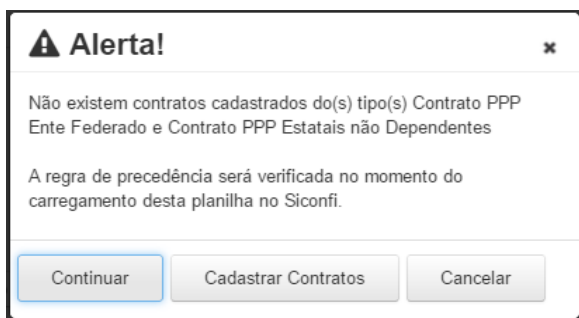 Alerta!
Não existem contratos cadastrados do(s) tipo(s) Contrato PPP
Ente Federado e Contrato PPP Estatais não Dependentes
A regra de precedência será verificada no momento do
carregamento desta planilha no Siconfi.
Continuar
Cadastrar Contratos
Cancelar